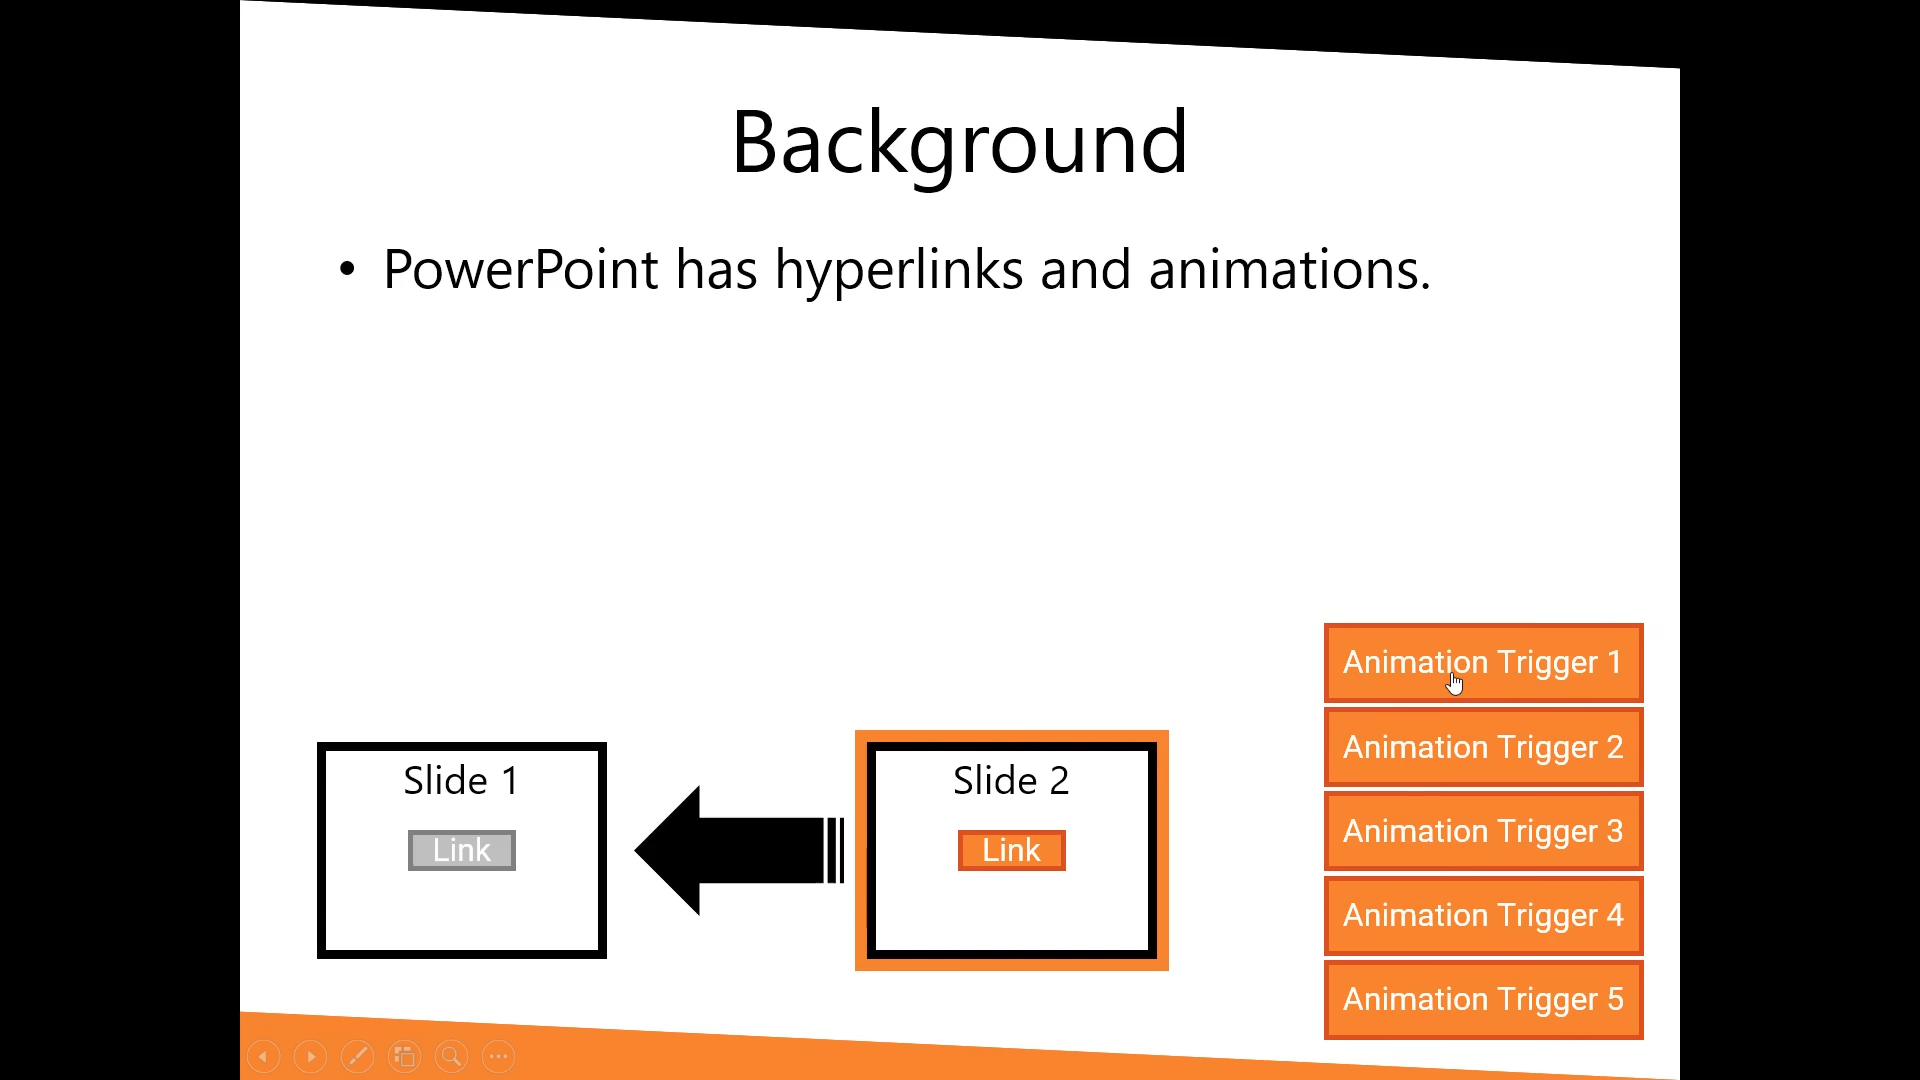 Background
• PowerPoint has hyperlinks and animations.
Slide 1
Link
Slide 2
Link
Animation Trigger 1
Animation Trigger 2
Animation Trigger 3
Animation Trigger 4
Animation Trigger 5